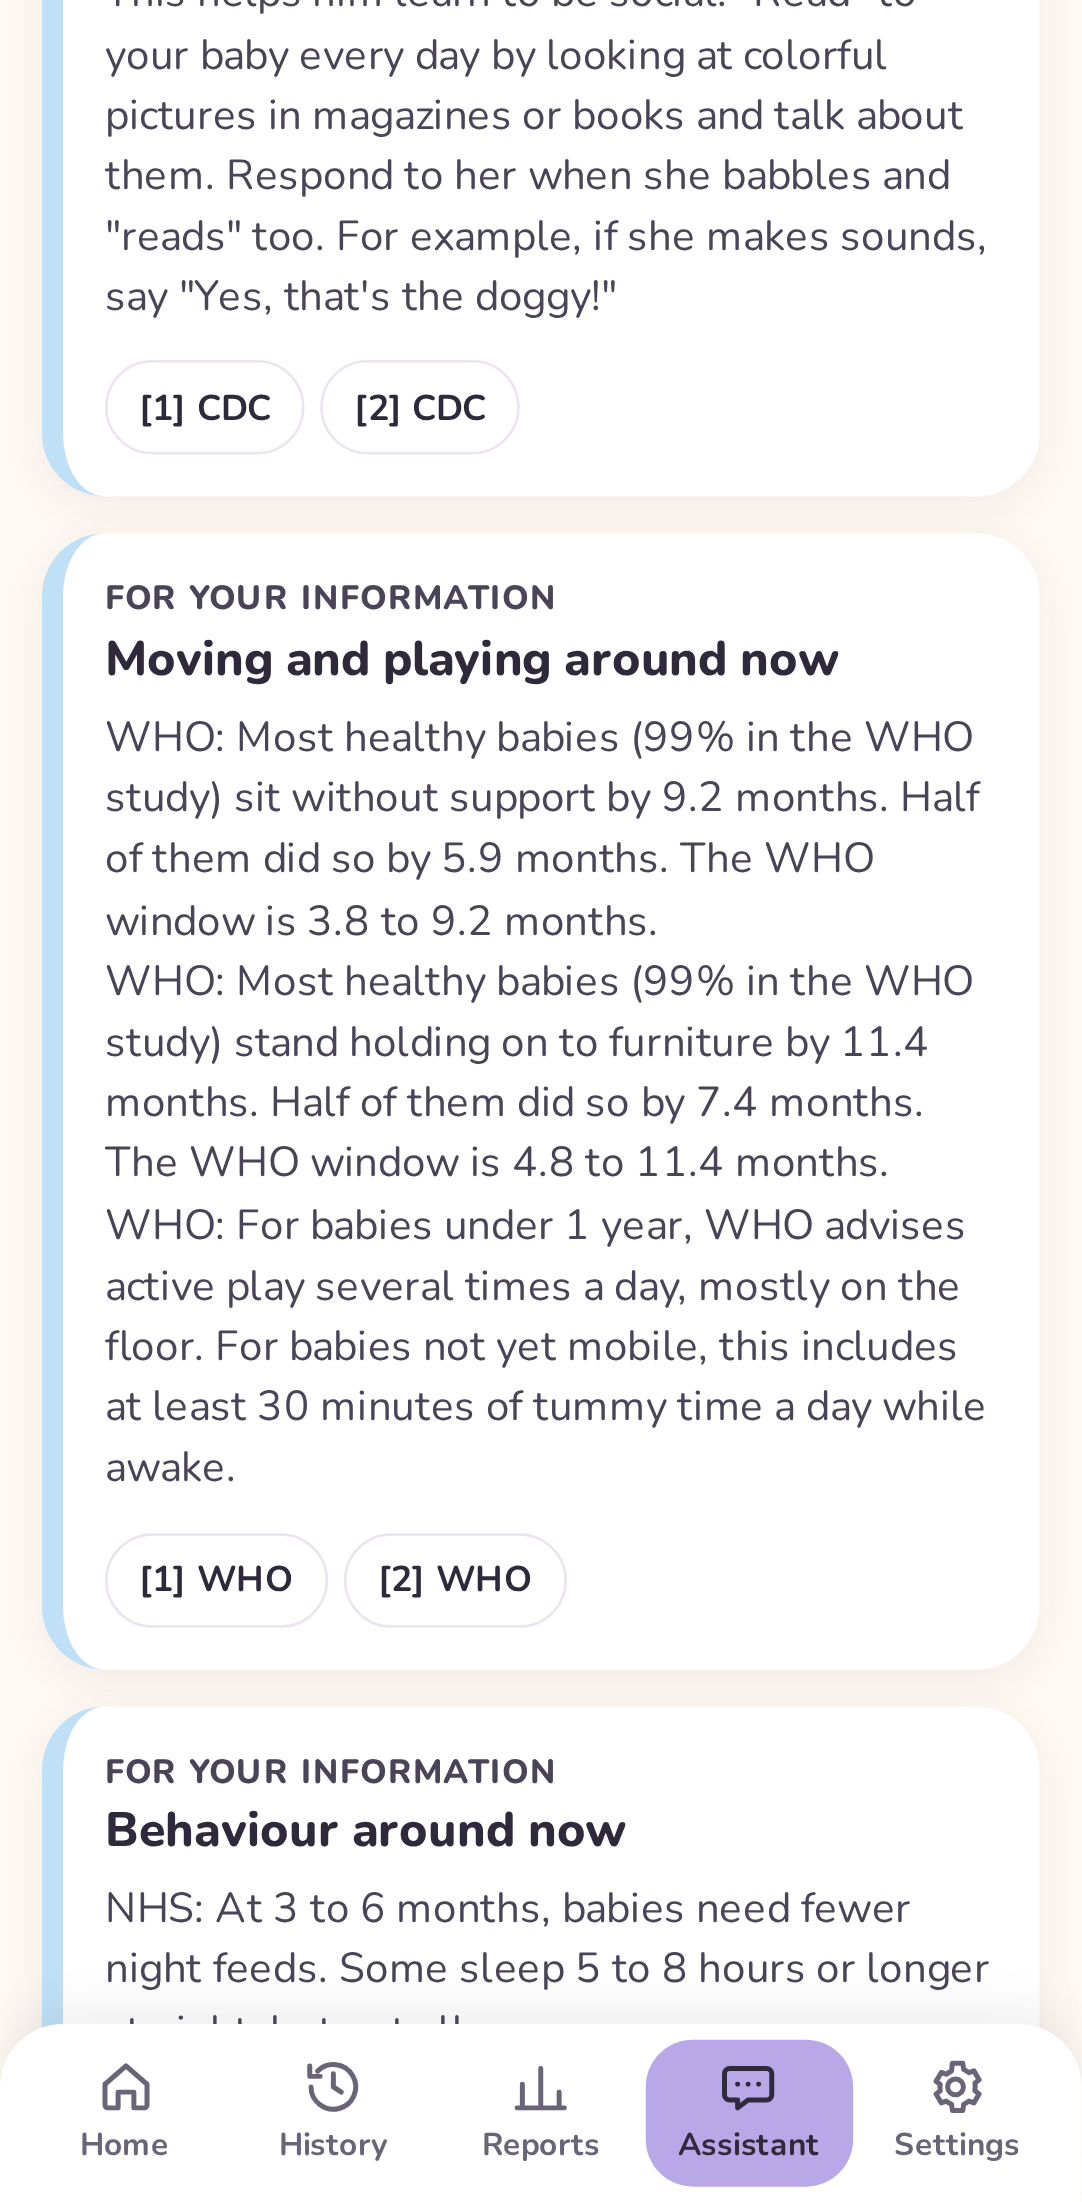 This helps him learn to be social. "Read" to
your baby every day by looking at colorful
pictures in magazines or books and talk about
them. Respond to her when she babbles and
"reads" too. For example, if she makes sounds,
say "Yes, that's the doggy!"
[1] CDC
[2] CDC
FOR YOUR INFORMATION
Moving and playing around now
WHO: Most healthy babies (99% in the WHO
study) sit without support by 9.2 months. Half
of them did so by 5.9 months. The WHO
window is 3.8 to 9.2 months.
WHO: Most healthy babies (99% in the WHO
study) stand holding on to furniture by 11.4
months. Half of them did so by 7.4 months.
The WHO window is 4.8 to 11.4 months.
WHO: For babies under 1 year, WHO advises
active play several times a day, mostly on the
floor. For babies not yet mobile, this includes
at least 30 minutes of tummy time a day while
awake.
[1] WHO
[2] WHO
FOR YOUR INFORMATION
Behaviour around now
NHS: At 3 to 6 months, babies need fewer
night feeds. Some sleep 5 to 8 hours or longer
Home
History
Reports
Assistant
Settings